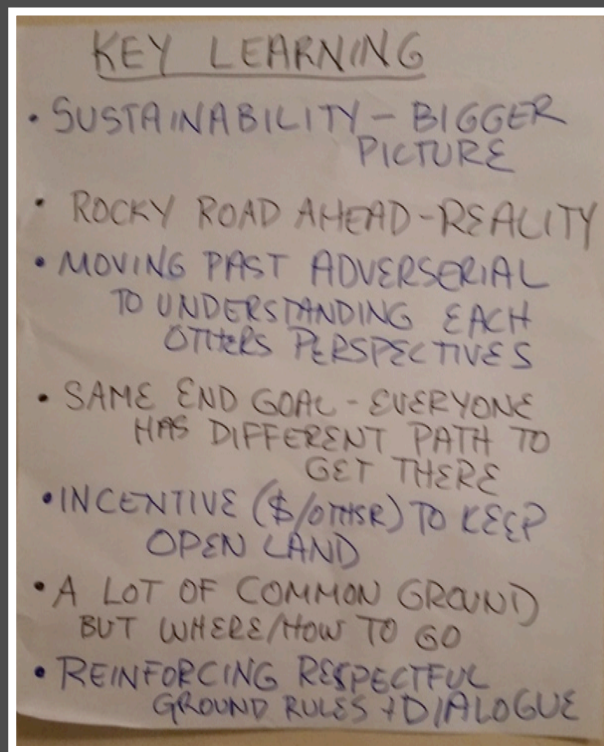 KEY LEARNING
• SUSTAINABILITY - BIGGER
PICTURE
• ROCKY ROAD AHEAD - REALITY
• MOVING PAST ADVERSERIAL
TO UNDERSTANDING EACH
OTHERS PERSPECTIVES
• SAME END GOAL - EVERYONE
HAS DIFFERENT PATH TO
GET THERE
• INCENTIVE ($/OTHER) TO KEEP
OPEN LAND
• A LOT OF COMMON GROUND
BUT WHERE/HOW TO GO
• REINFORCING RESPECTFUL
GROUND RULES + DIALOGUE